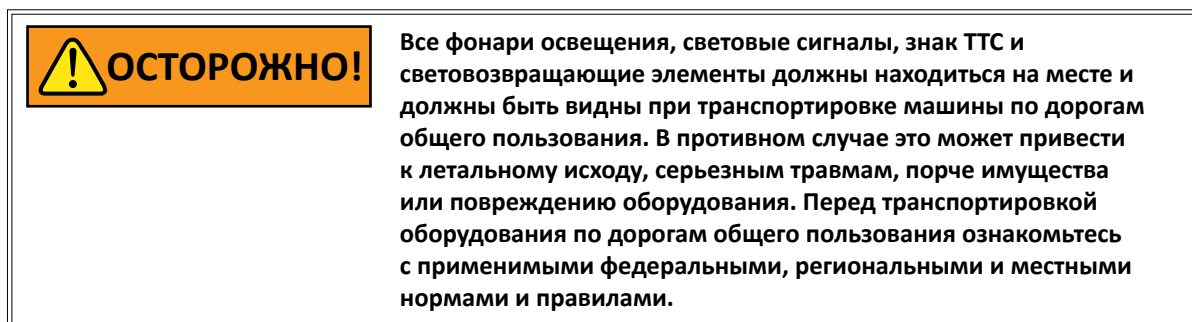 ОСТОРОЖНО!
Все фонари освещения, световые сигналы, знак ТТС и
световозвращающие элементы должны находиться на месте и
должны быть видны при транспортировке машины по дорогам
общего пользования. В противном случае это может привести
к летальному исходу, серьезным травмам, порче имущества
или повреждению оборудования. Перед транспортировкой
оборудования по дорогам общего пользования ознакомьтесь
с применимыми федеральными, региональными и местными
нормами и правилами.